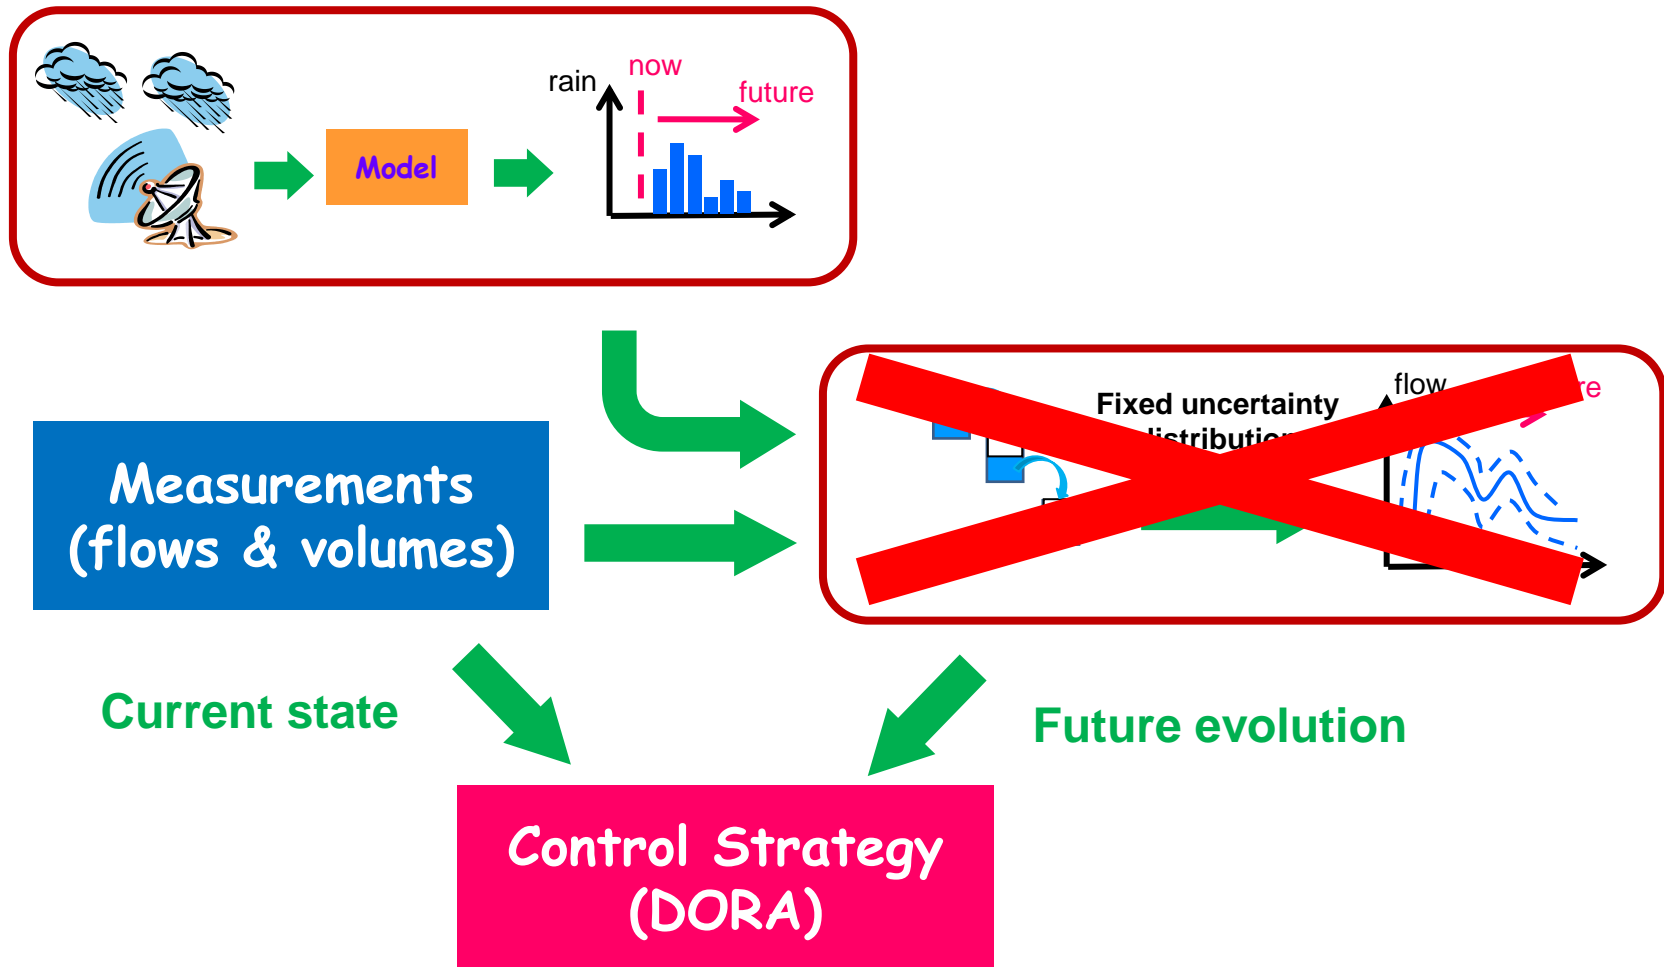 now
rain
future
Model
flow
Fixed uncertainty
Measurements
(flows & volumes)
Current state
Future evolution
Control Strategy
(DORA)